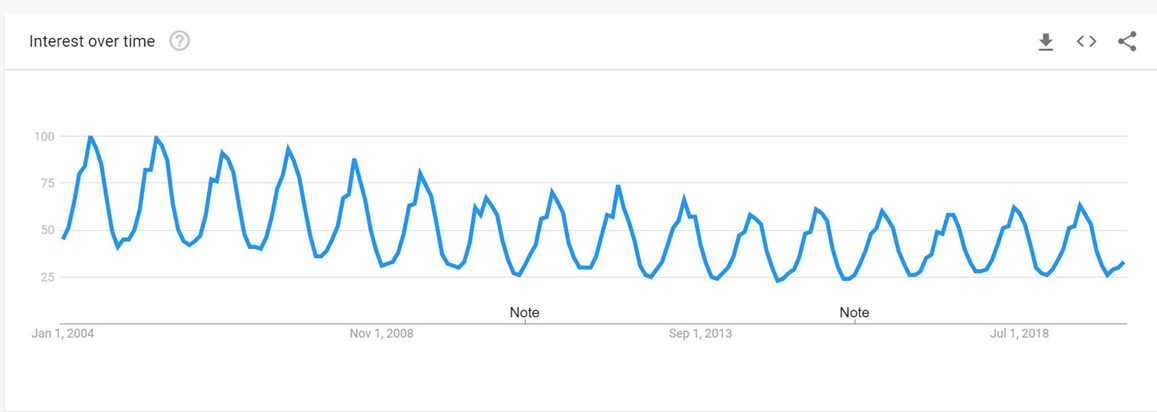 Interest over time ?
100
75
50
25
Note Note
Jan 1, 2004 Nov 1, 2008 Sep 1, 2013 Jul 1, 2018